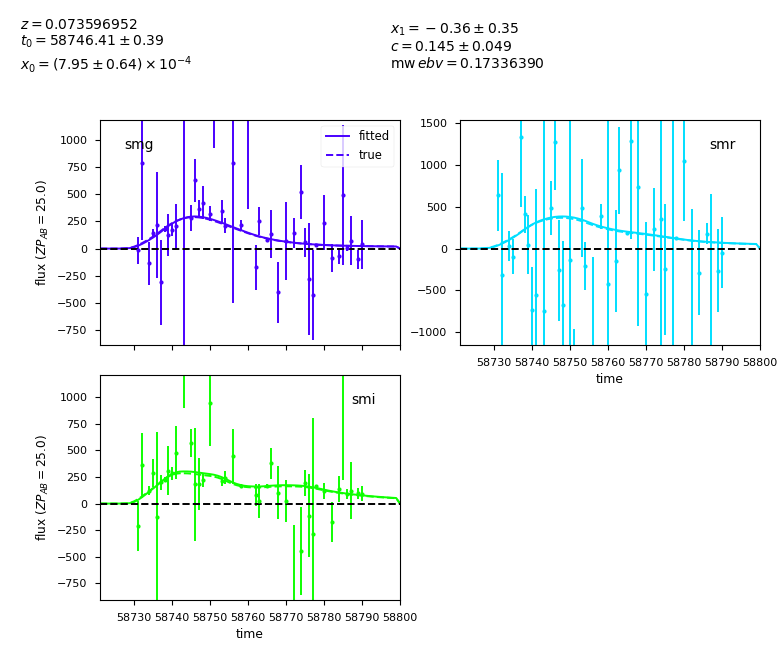 z = 0.073596952
t₀ = 58746.41 ± 0.39
x₀ = (7.95 ± 0.64) × 10⁻⁴
x₁ = −0.36 ± 0.35
c = 0.145 ± 0.049
mw ebv = 0.17336390
smg
fitted
true
1000
750
500
250
0
−250
−500
−750
flux (ZP_AB = 25.0)
smr
1500
1000
500
0
−500
−1000
58730 58740 58750 58760 58770 58780 58790 58800
time
smi
1000
750
500
250
0
−250
−500
−750
flux (ZP_AB = 25.0)
58730 58740 58750 58760 58770 58780 58790 58800
time